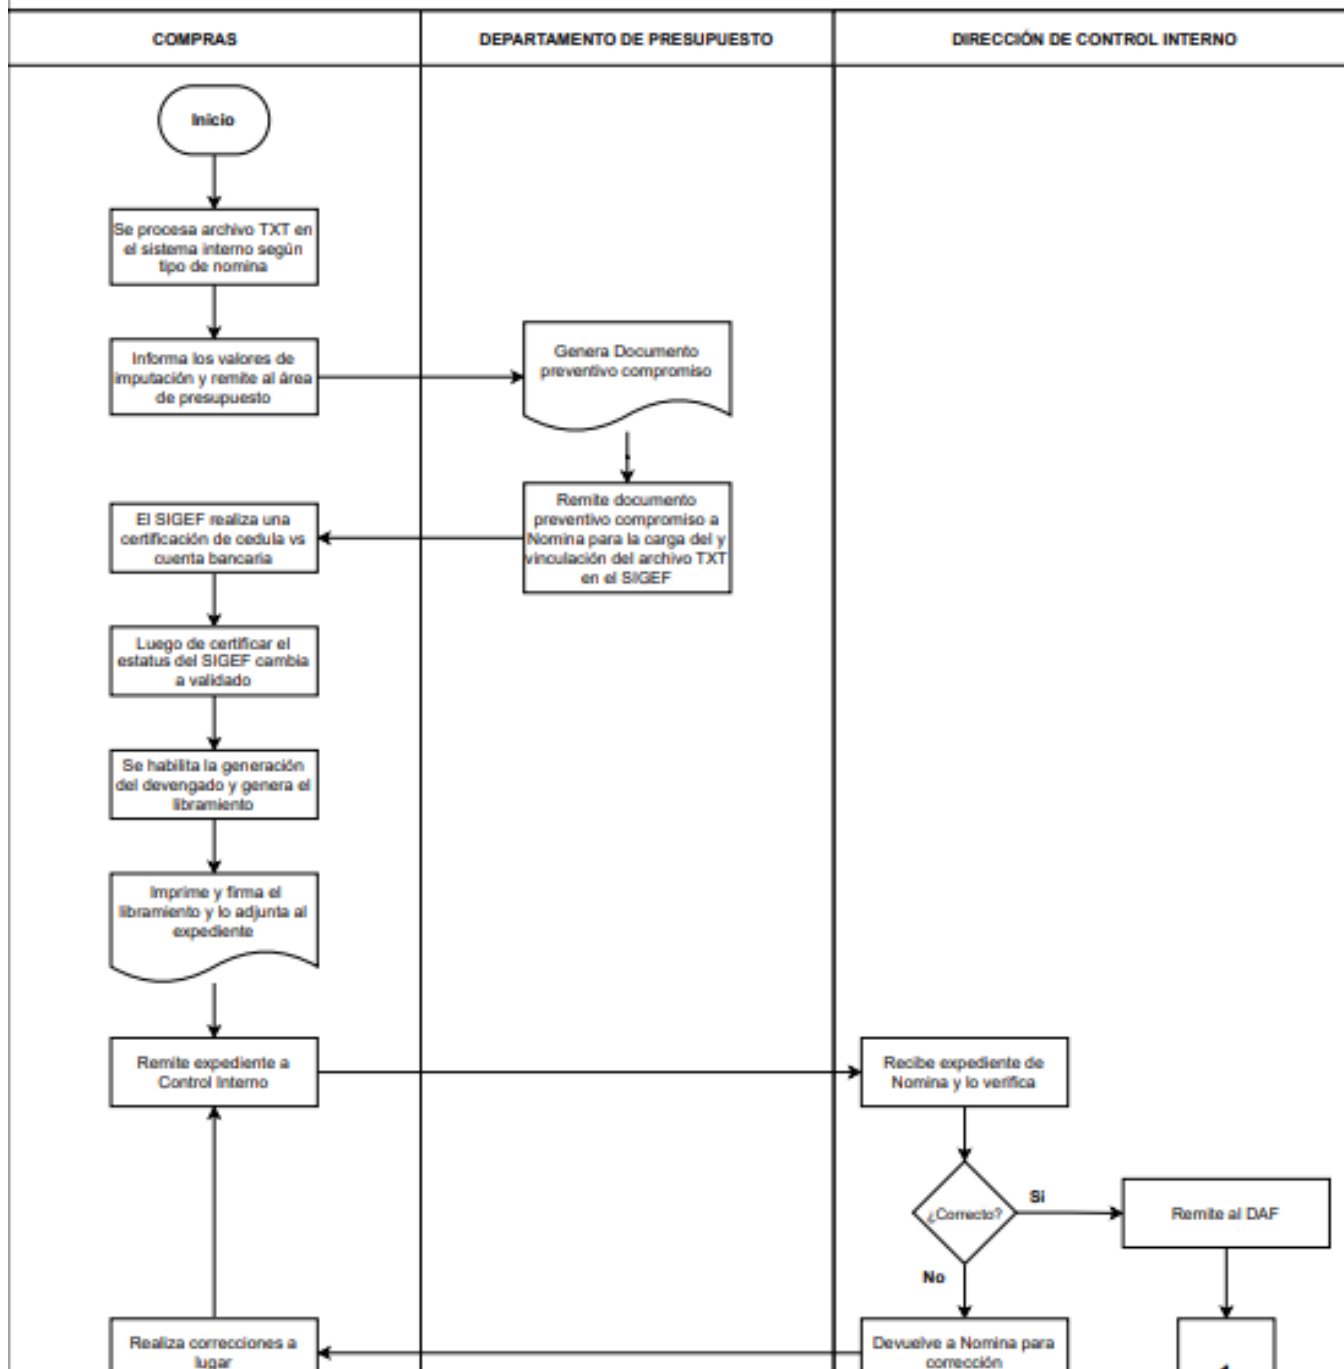 COMPRAS
DEPARTAMENTO DE PRESUPUESTO
DIRECCIÓN DE CONTROL INTERNO
Inicio
Se procesa archivo TXT en
el sistema interno según
tipo de nomina
Informa los valores de
imputación y remite al área
de presupuesto
Genera Documento
preventivo compromiso
Remite documento
preventivo compromiso a
Nomina para la carga del y
vinculación del archivo TXT
en el SIGEF
El SIGEF realiza una
certificación de cedula vs
cuenta bancaria
Luego de certificar el
estatus del SIGEF cambia
a validado
Se habilita la generación
del devengado y genera el
libramiento
Imprime y firma el
libramiento y lo adjunta al
expediente
Remite expediente a
Control Interno
Recibe expediente de
Nomina y lo verifica
¿Correcto?
Si
Remite al DAF
No
Devuelve a Nomina para
corrección
Realiza correcciones a
lugar